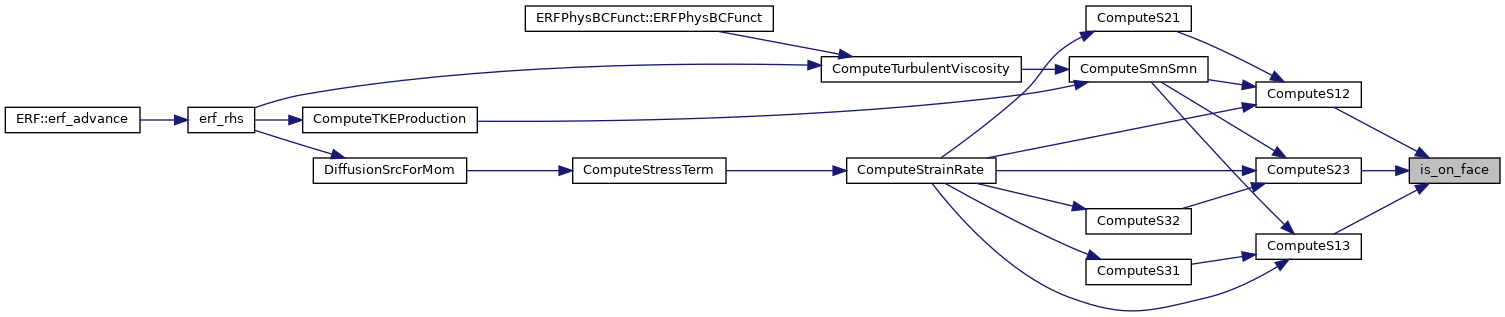 ERFPhysBCFunct::ERFPhysBCFunct
ComputeS21
ComputeTurbulentViscosity
ComputeSmnSmn
ComputeS12
ERF::erf_advance
erf_rhs
ComputeTKEProduction
DiffusionSrcForMom
ComputeStressTerm
ComputeStrainRate
ComputeS23
is_on_face
ComputeS32
ComputeS13
ComputeS31